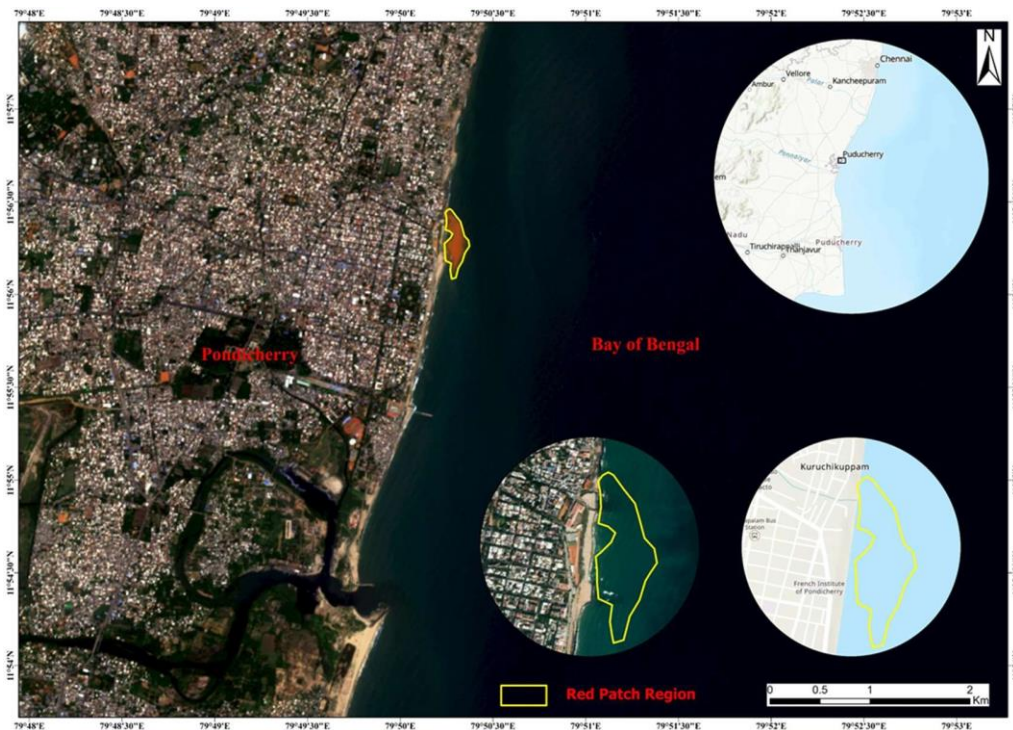 79°48'E 79°48'30"E 79°49'E 79°49'30"E 79°50'E 79°50'30"E 79°51'E 79°51'30"E 79°52'E 79°52'30"E 79°53'E
N
Chennai
Vellore
Ambur
Palar
Kancheepuram
11°57'N
Ponnaiyar
Puducherry
11°56'30"N
Nadu
Puducherry
Tiruchirappalli
Thanjavur
11°56'N
Pondicherry
Bay of Bengal
11°55'30"N
11°55'N
Kuruchikuppam
Station
French Institute
of Pondicherry
11°54'30"N
11°54'N
Red Patch Region
0 0.5 1 2
Km
79°48'E 79°48'30"E 79°49'E 79°49'30"E 79°50'E 79°50'30"E 79°51'E 79°51'30"E 79°52'E 79°52'30"E 79°53'E